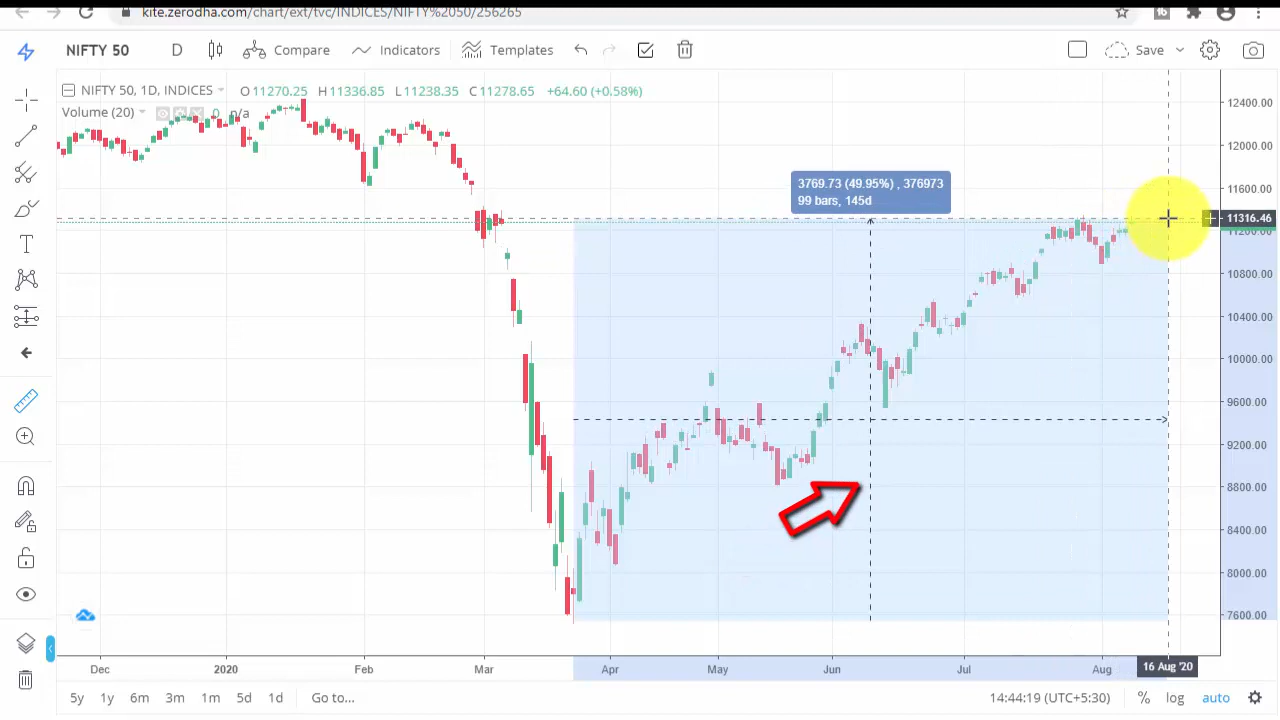 kite.zerodha.com/chart/ext/tvc/INDICES/NIFTY%2050/256265
NIFTY 50 D Compare Indicators Templates Save
NIFTY 50, 1D, INDICES O11270.25 H11336.85 L11238.35 C11278.65 +64.60 (+0.58%)
Volume (20) 0 n/a
3769.73 (49.95%) , 376973
99 bars, 145d
12400.00
12000.00
11600.00
11316.46
11200.00
10800.00
10400.00
10000.00
9600.00
9200.00
8800.00
8400.00
8000.00
7600.00
Dec 2020 Feb Mar Apr May Jun Jul Aug 16 Aug '20
5y 1y 6m 3m 1m 5d 1d Go to... 14:44:19 (UTC+5:30) % log auto